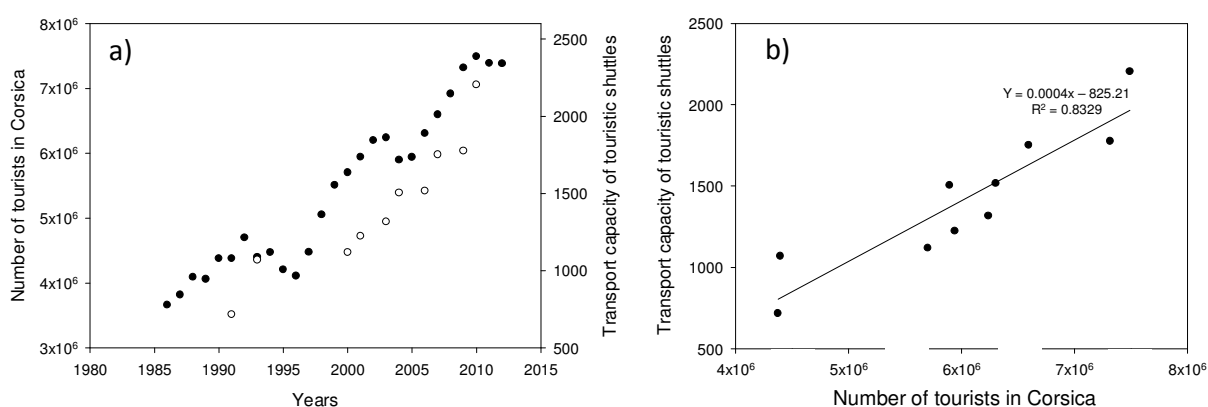 a)
Number of tourists in Corsica
8x10⁶
7x10⁶
6x10⁶
5x10⁶
4x10⁶
3x10⁶
1980 1985 1990 1995 2000 2005 2010 2015
Years
2500
2000
1500
1000
500
Transport capacity of touristic shuttles
b)
Transport capacity of touristic shuttles
2500
2000
1500
1000
500
Y = 0.0004x – 825.21
R² = 0.8329
4x10⁶ 5x10⁶ 6x10⁶ 7x10⁶ 8x10⁶
Number of tourists in Corsica